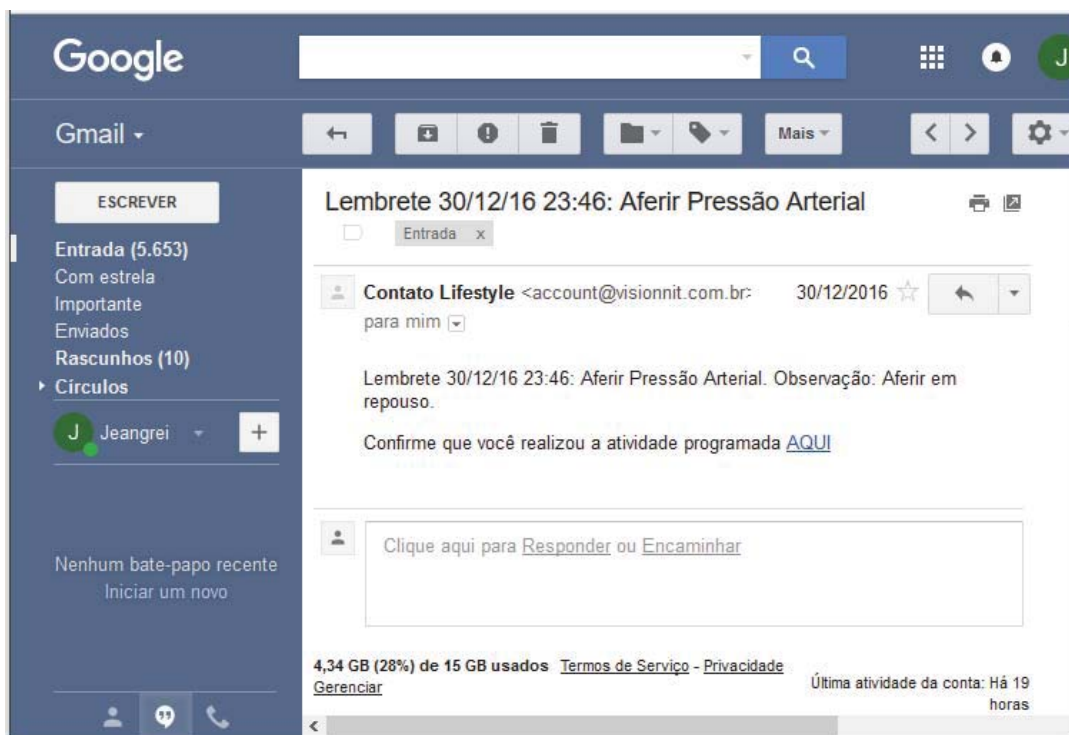 Google
J
Gmail
Mais
ESCREVER
Entrada (5.653)
Com estrela
Importante
Enviados
Rascunhos (10)
Círculos
J Jeangrei
+
Nenhum bate-papo recente
Iniciar um novo
Lembrete 30/12/16 23:46: Aferir Pressão Arterial
Entrada x
Contato Lifestyle <account@visionnit.com.br> 30/12/2016
para mim
Lembrete 30/12/16 23:46: Aferir Pressão Arterial. Observação: Aferir em
repouso.
Confirme que você realizou a atividade programada AQUI
Clique aqui para Responder ou Encaminhar
4,34 GB (28%) de 15 GB usados Termos de Serviço - Privacidade
Gerenciar
Última atividade da conta: Há 19
horas